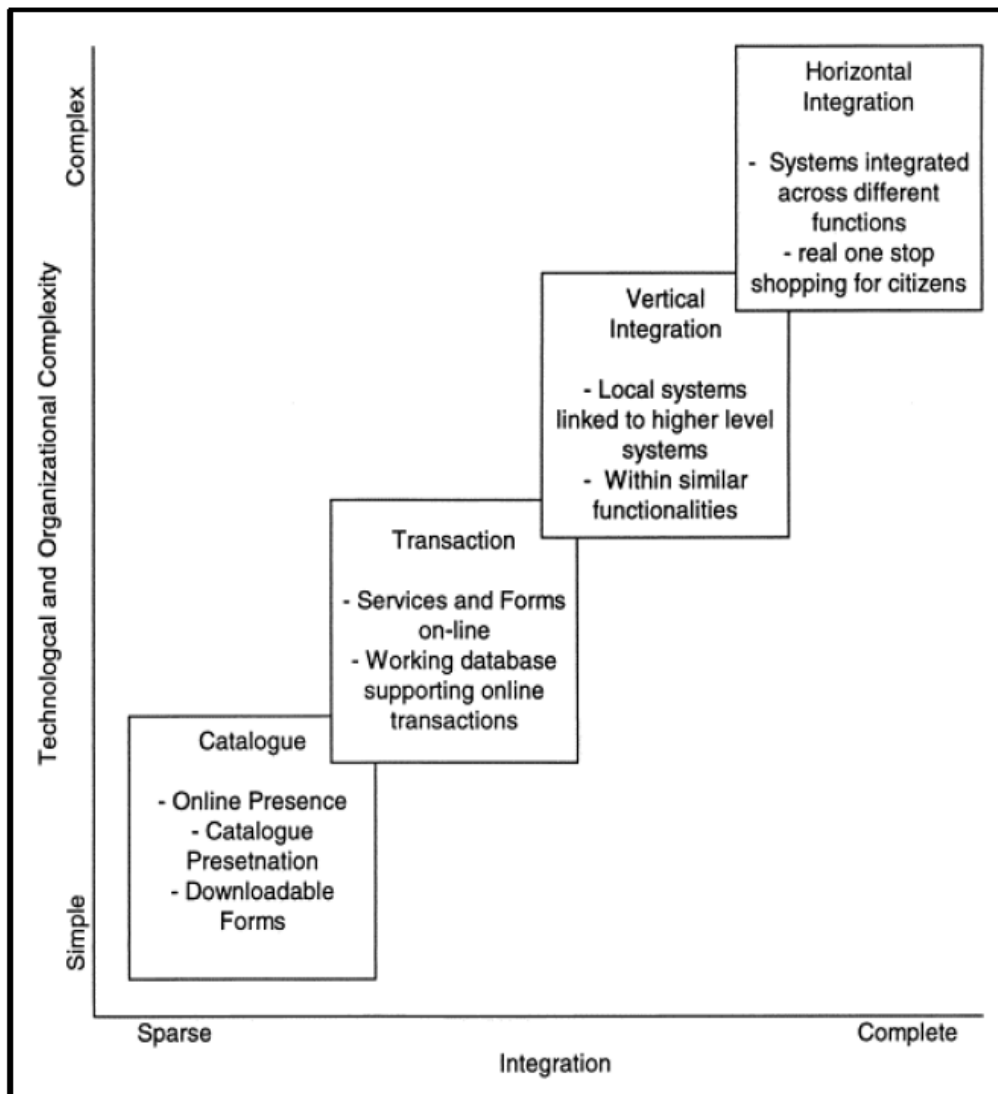 Complex
Technologcal and Organizational Complexity
Simple
Horizontal
Integration
- Systems integrated
across different
functions
- real one stop
shopping for citizens
Vertical
Integration
- Local systems
linked to higher level
systems
- Within similar
functionalities
Transaction
- Services and Forms
on-line
- Working database
supporting online
transactions
Catalogue
- Online Presence
- Catalogue
Presetnation
- Downloadable
Forms
Sparse
Complete
Integration